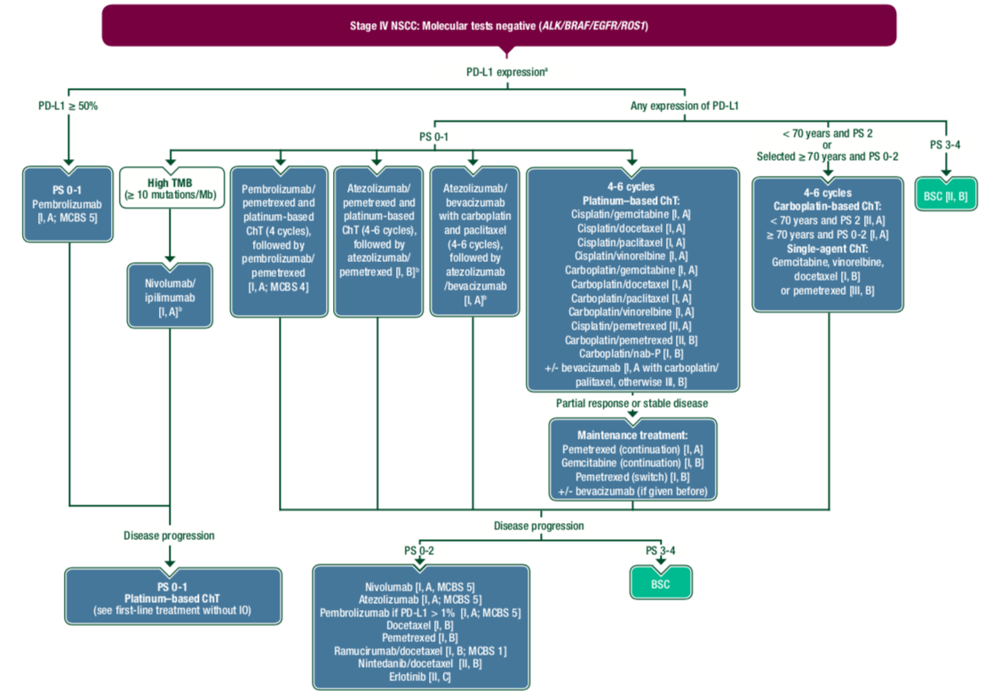 Stage IV NSCC: Molecular tests negative (ALK/BRAF/EGFR/ROS1)
PD-L1 expressionᵃ
PD-L1 ≥ 50%
Any expression of PD-L1
PS 0-1
< 70 years and PS 2
or
Selected ≥ 70 years and PS 0-2
PS 3-4
PS 0-1
Pembrolizumab
[I, A; MCBS 5]
High TMB
(≥ 10 mutations/Mb)
Nivolumab/
ipilimumab
[I, A]ᵇ
Pembrolizumab/
pemetrexed and
platinum-based
ChT (4 cycles),
followed by
pembrolizumab/
pemetrexed
[I, A; MCBS 4]
Atezolizumab/
pemetrexed and
platinum-based
ChT (4-6 cycles),
followed by
atezolizumab/
pemetrexed [I, B]ᵇ
Atezolizumab/
bevacizumab
with carboplatin
and paclitaxel
(4-6 cycles),
followed by
atezolizumab
/bevacizumab
[I, A]ᵇ
4-6 cycles
Platinum–based ChT:
Cisplatin/gemcitabine [I, A]
Cisplatin/docetaxel [I, A]
Cisplatin/paclitaxel [I, A]
Cisplatin/vinorelbine [I, A]
Carboplatin/gemcitabine [I, A]
Carboplatin/docetaxel [I, A]
Carboplatin/paclitaxel [I, A]
Carboplatin/vinorelbine [I, A]
Cisplatin/pemetrexed [II, A]
Carboplatin/pemetrexed [II, B]
Carboplatin/nab-P [I, B]
+/- bevacizumab [I, A with carboplatin/
palitaxel, otherwise III, B]
4-6 cycles
Carboplatin-based ChT:
< 70 years and PS 2 [II, A]
≥ 70 years and PS 0-2 [I, A]
Single-agent ChT:
Gemcitabine, vinorelbine,
docetaxel [I, B]
or pemetrexed [III, B]
BSC [II, B]
Partial response or stable disease
Maintenance treatment:
Pemetrexed (continuation) [I, A]
Gemcitabine (continuation) [I, B]
Pemetrexed (switch) [I, B]
+/- bevacizumab (if given before)
Disease progression
PS 0-1
Platinum–based ChT
(see first-line treatment without IO)
Disease progression
PS 0-2
PS 3-4
Nivolumab [I, A, MCBS 5]
Atezolizumab [I, A; MCBS 5]
Pembrolizumab if PD-L1 > 1% [I, A; MCBS 5]
Docetaxel [I, B]
Pemetrexed [I, B]
Ramucirumab/docetaxel [I, B; MCBS 1]
Nintedanib/docetaxel [II, B]
Erlotinib [II, C]
BSC